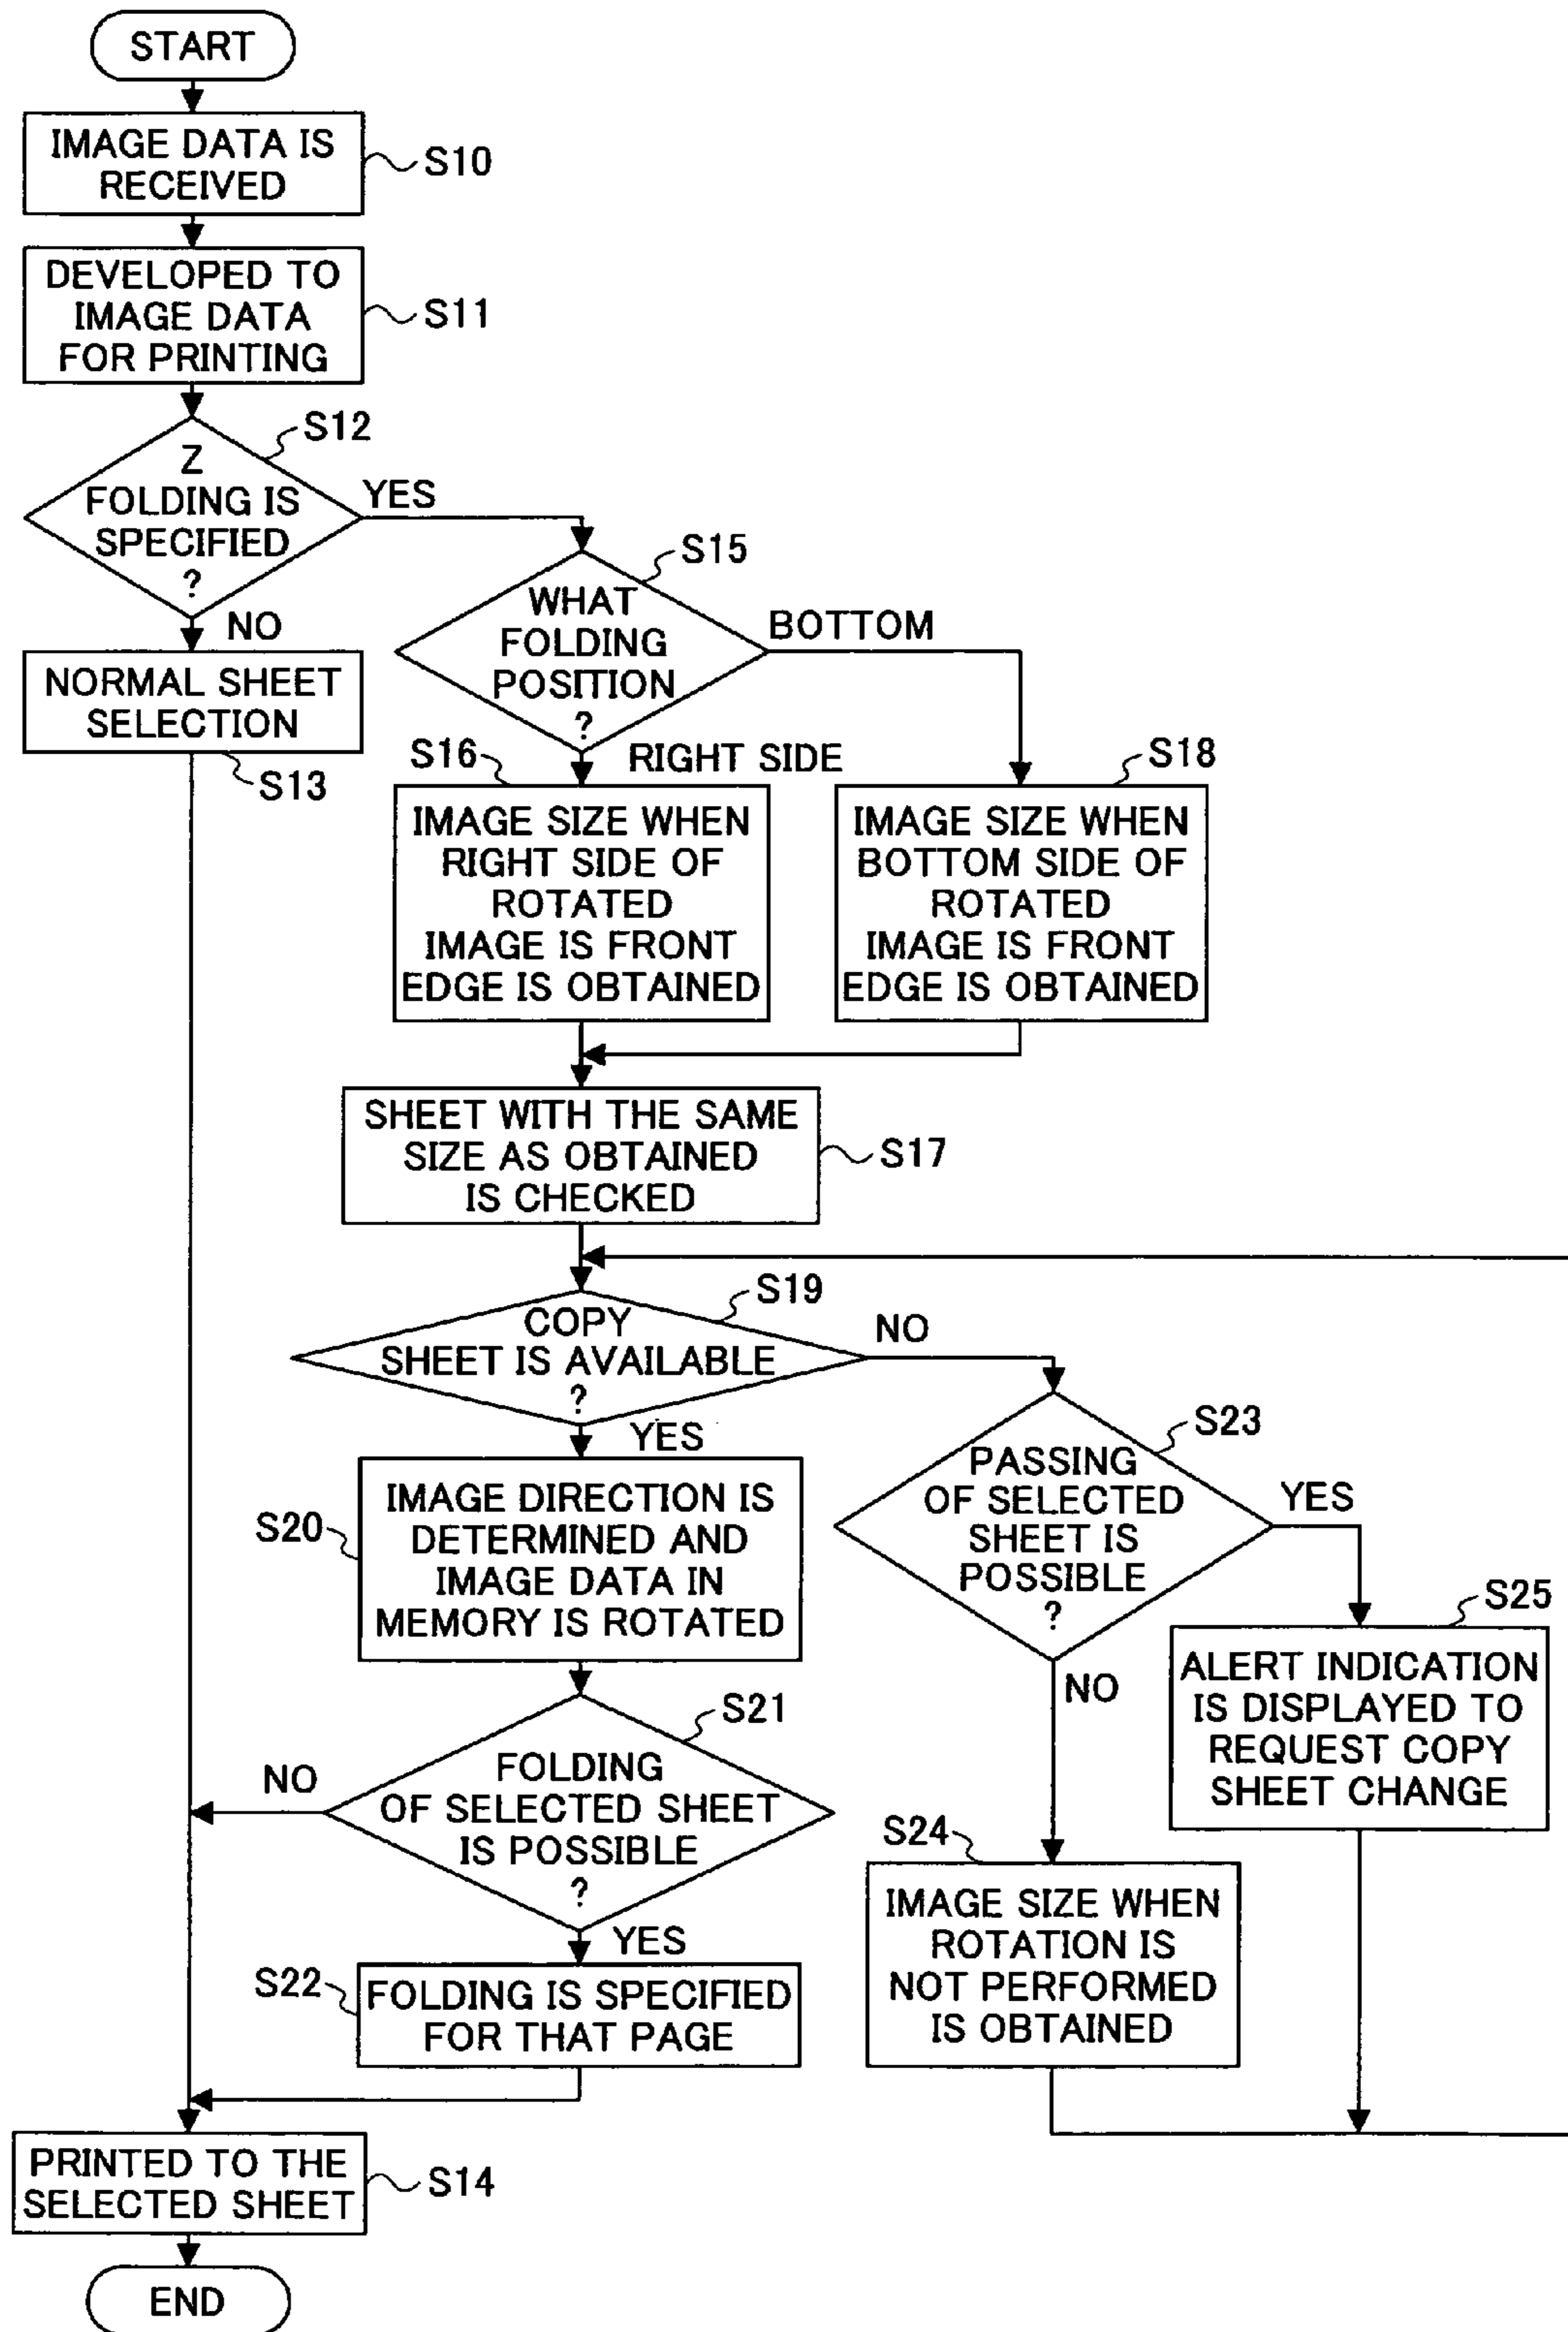 START
IMAGE DATA IS
RECEIVED
S10
DEVELOPED TO
IMAGE DATA
FOR PRINTING
S11
S12
Z
FOLDING IS
SPECIFIED
?
YES
NO
NORMAL SHEET
SELECTION
S13
S15
WHAT
FOLDING
POSITION
?
BOTTOM
RIGHT SIDE
S16
IMAGE SIZE WHEN
RIGHT SIDE OF
ROTATED
IMAGE IS FRONT
EDGE IS OBTAINED
S18
IMAGE SIZE WHEN
BOTTOM SIDE OF
ROTATED
IMAGE IS FRONT
EDGE IS OBTAINED
SHEET WITH THE SAME
SIZE AS OBTAINED
IS CHECKED
S17
S19
COPY
SHEET IS AVAILABLE
?
NO
YES
S20
IMAGE DIRECTION IS
DETERMINED AND
IMAGE DATA IN
MEMORY IS ROTATED
S23
PASSING
OF SELECTED
SHEET IS
POSSIBLE
?
YES
NO
S25
ALERT INDICATION
IS DISPLAYED TO
REQUEST COPY
SHEET CHANGE
S21
FOLDING
OF SELECTED SHEET
IS POSSIBLE
?
NO
YES
S24
IMAGE SIZE WHEN
ROTATION IS
NOT PERFORMED
IS OBTAINED
S22
FOLDING IS SPECIFIED
FOR THAT PAGE
PRINTED TO THE
SELECTED SHEET
S14
END